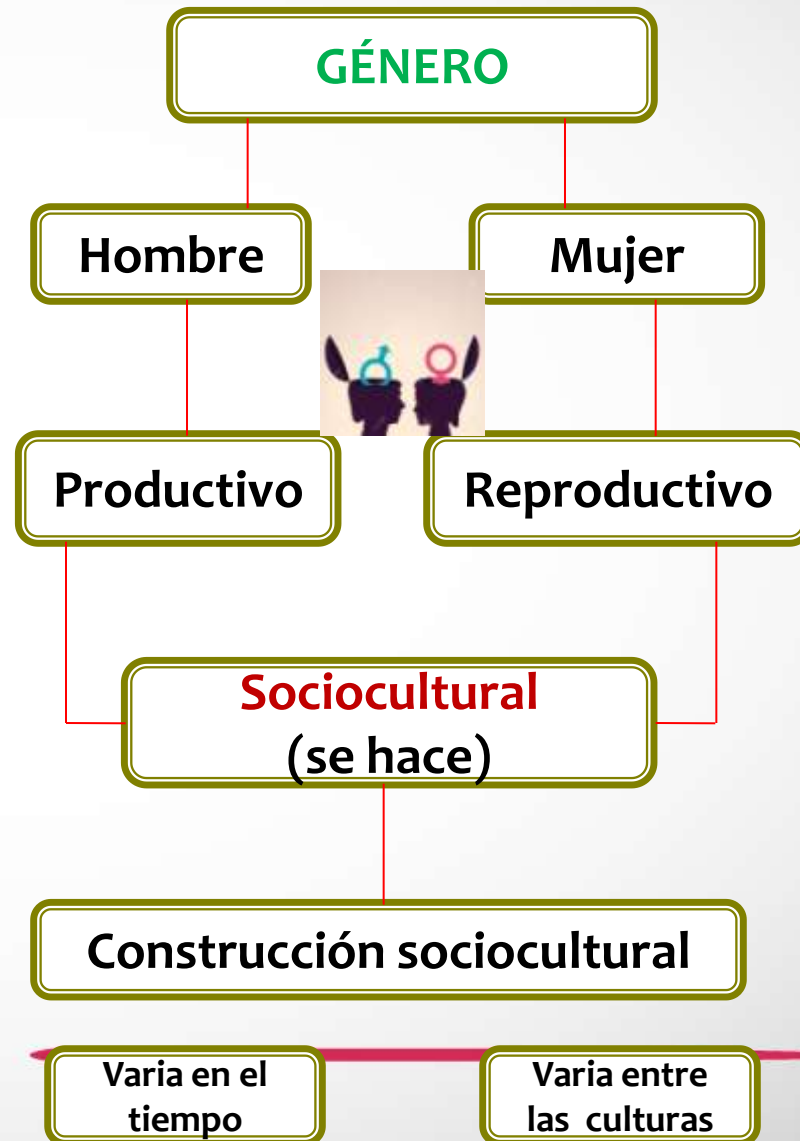 GÉNERO
Hombre
Mujer
Productivo
Reproductivo
Sociocultural
(se hace)
Construcción sociocultural
Varia en el
tiempo
Varia entre
las culturas